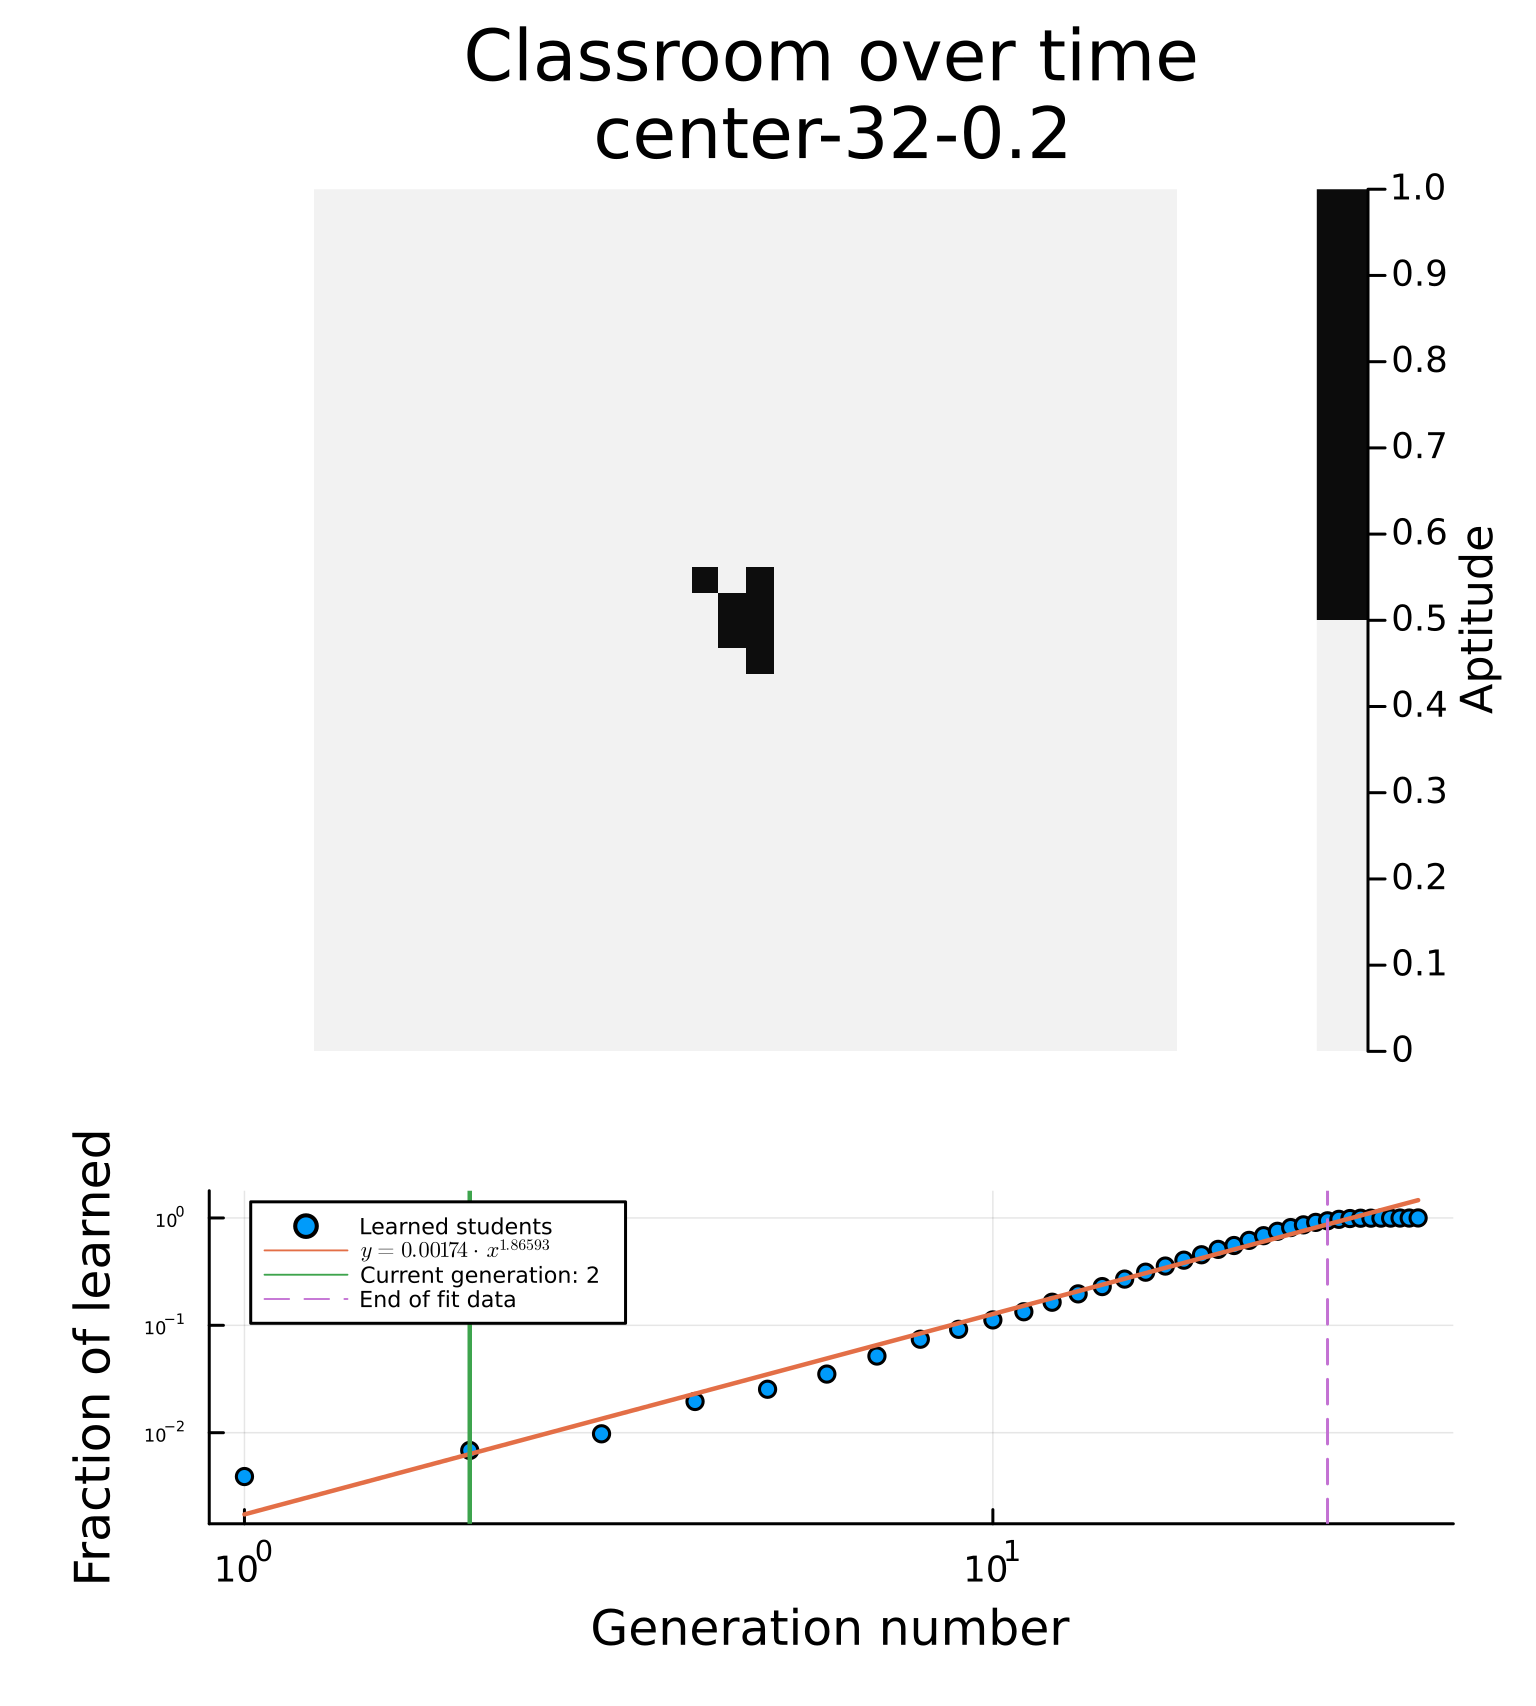 Classroom over time
center-32-0.2
1.0
0.9
0.8
0.7
0.6
0.5
0.4
0.3
0.2
0.1
0
Aptitude
Fraction of learned
10⁰
10⁻¹
10⁻²
Learned students
y = 0.00174 · x^1.86593
Current generation: 2
End of fit data
10⁰
10¹
Generation number